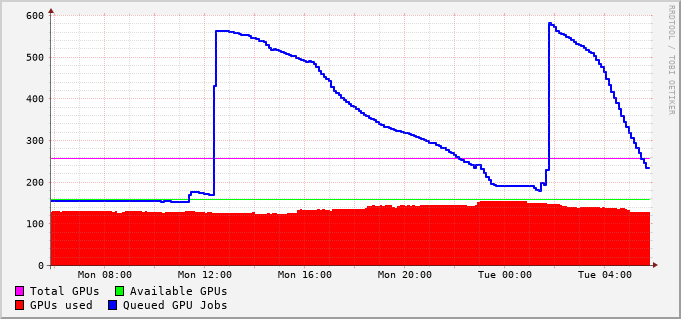 600
500
400
300
200
100
0
Mon 08:00 Mon 12:00 Mon 16:00 Mon 20:00 Tue 00:00 Tue 04:00
Total GPUs Available GPUs
GPUs used Queued GPU Jobs
RRDTOOL / TOBI OETIKER